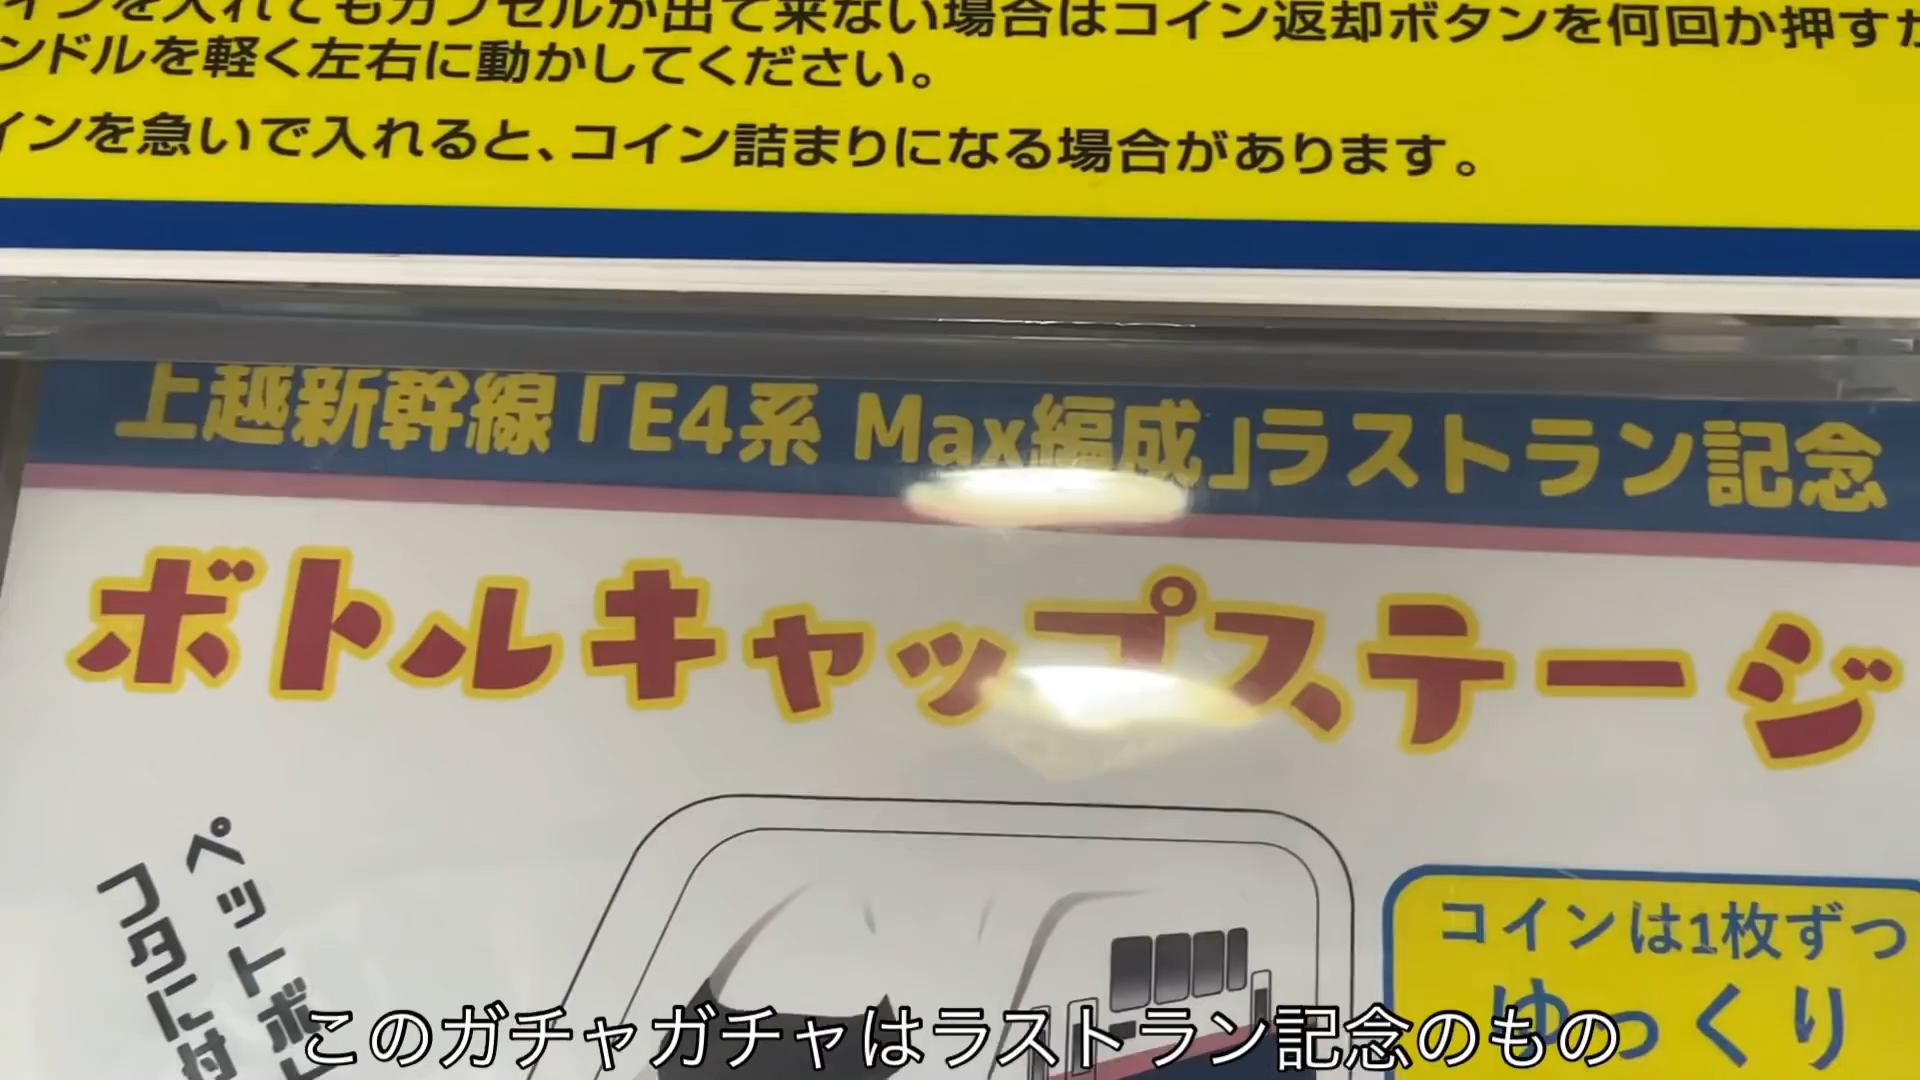 インを入れてもカプセルが出て来ない場合はコイン返却ボタンを何回か押すか
ンドルを軽く左右に動かしてください。
インを急いで入れると、コイン詰まりになる場合があります。
上越新幹線「E4系 Max編成」ラストラン記念
ボトルキャップステージ
ペットボ
フタに付
コインは1枚ずつ
ゆっくり
このガチャガチャはラストラン記念のもの